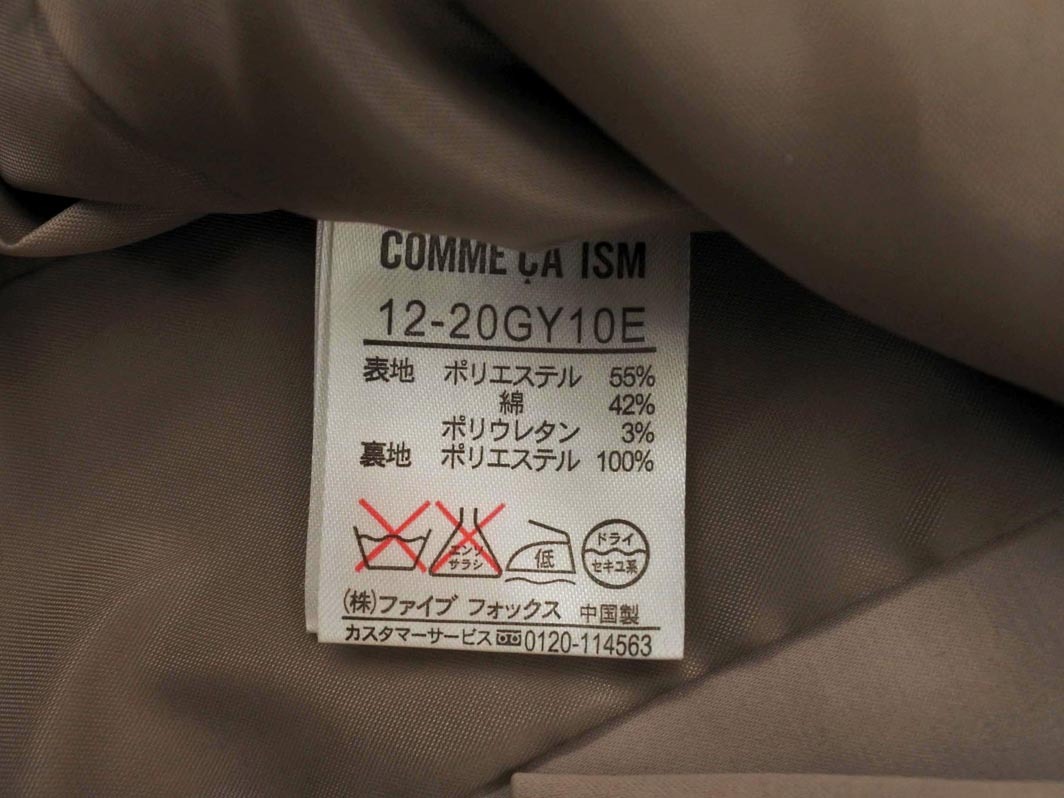 COMME ÇA ISM
12-20GY10E
表地 ポリエステル 55%
綿 42%
ポリウレタン 3%
裏地 ポリエステル 100%
エンソ
サラシ
低
ドライ
セキユ系
(株)ファイブ フォックス 中国製
カスタマーサービス 0120-114563